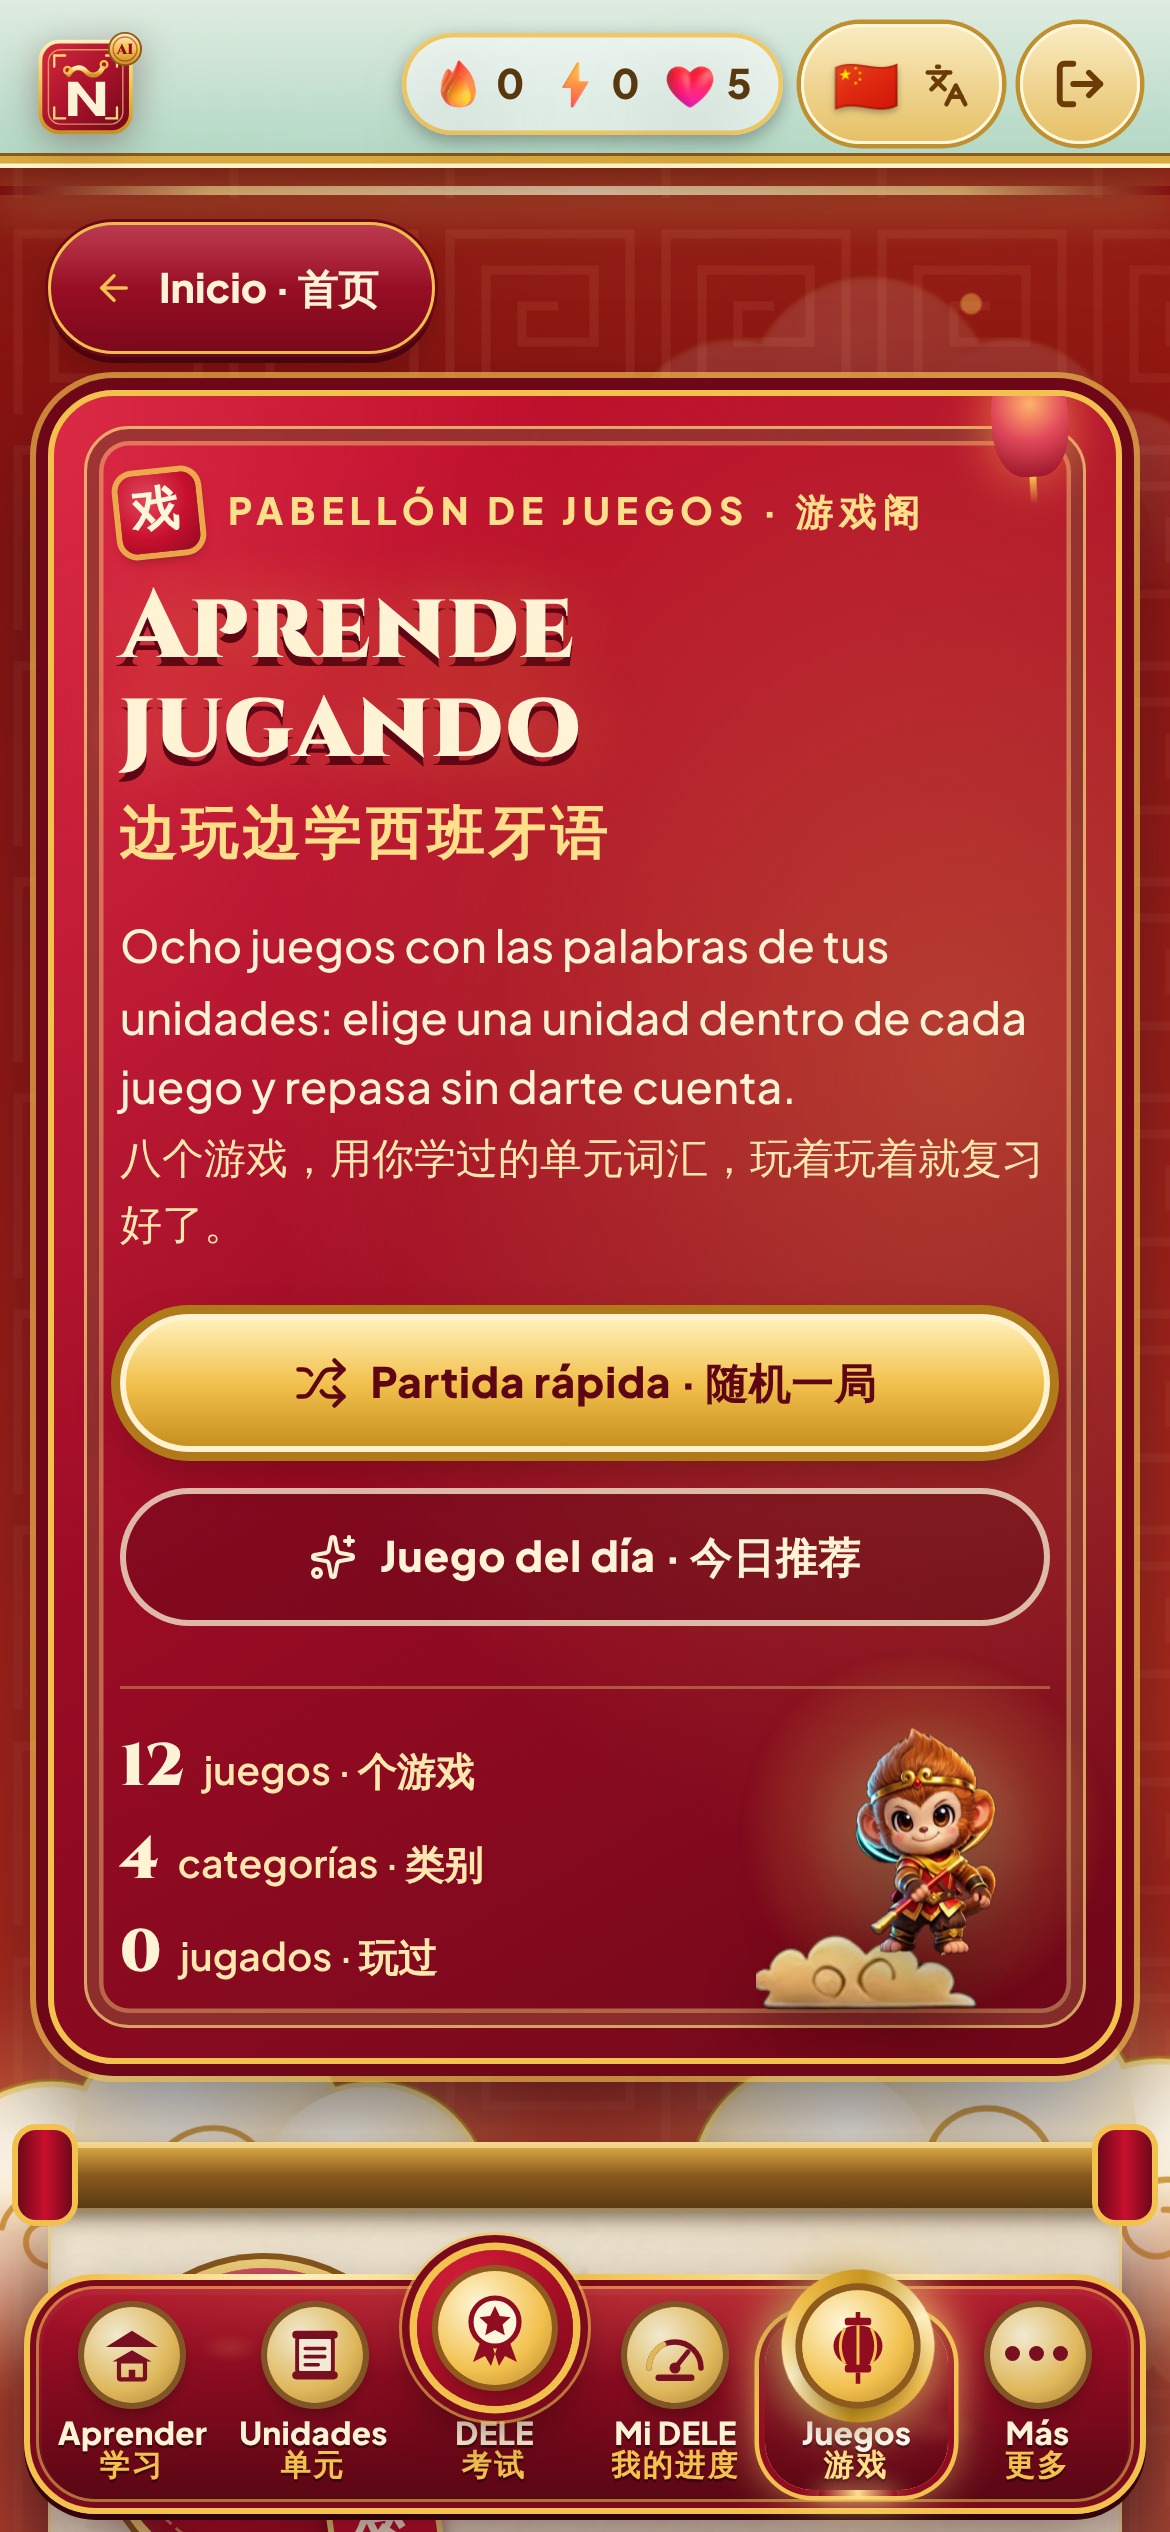 AI
Ñ
0 0 5
Inicio · 首页
戏 PABELLÓN DE JUEGOS · 游戏阁
APRENDE
JUGANDO
边玩边学西班牙语
Ocho juegos con las palabras de tus
unidades: elige una unidad dentro de cada
juego y repasa sin darte cuenta.
八个游戏，用你学过的单元词汇，玩着玩着就复习
好了。
Partida rápida · 随机一局
Juego del día · 今日推荐
12 juegos · 个游戏
4 categorías · 类别
0 jugados · 玩过
Aprender Unidades DELE Mi DELE Juegos Más
学习 单元 考试 我的进度 游戏 更多